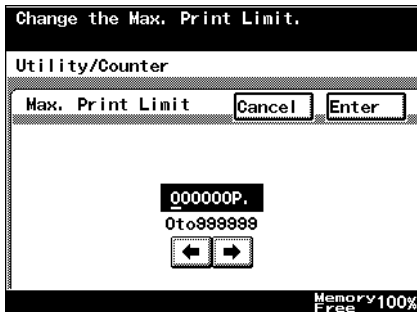 Change the Max. Print Limit.
Utility/Counter
Max. Print Limit Cancel Enter
000000P.
0to999999
Memory
Free 100%